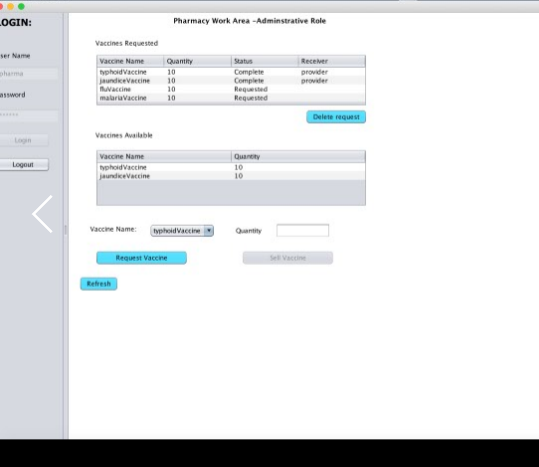 LOGIN:
Pharmacy Work Area -Adminstrative Role
Vaccines Requested
ser Name
Vaccine Name Quantity Status Receiver
pharma
typhoidVaccine 10 Complete provider
jaundiceVaccine 10 Complete provider
fluVaccine 10 Requested
malariaVaccine 10 Requested
assword
Delete request
Vaccines Available
Login
Vaccine Name Quantity
Logout
typhoidVaccine 10
jaundiceVaccine 10
Vaccine Name: typhoidVaccine Quantity
Request Vaccine Sell Vaccine
Refresh